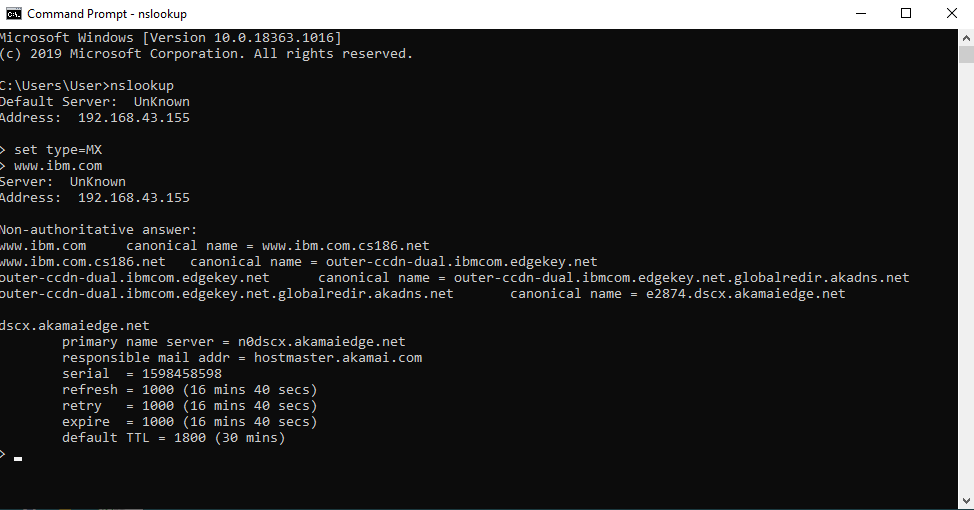 Command Prompt - nslookup
Microsoft Windows [Version 10.0.18363.1016]
(c) 2019 Microsoft Corporation. All rights reserved.
C:\Users\User>nslookup
Default Server:  UnKnown
Address:  192.168.43.155
> set type=MX
> www.ibm.com
Server:  UnKnown
Address:  192.168.43.155
Non-authoritative answer:
www.ibm.com     canonical name = www.ibm.com.cs186.net
www.ibm.com.cs186.net   canonical name = outer-ccdn-dual.ibmcom.edgekey.net
outer-ccdn-dual.ibmcom.edgekey.net      canonical name = outer-ccdn-dual.ibmcom.edgekey.net.globalredir.akadns.net
outer-ccdn-dual.ibmcom.edgekey.net.globalredir.akadns.net       canonical name = e2874.dscx.akamaiedge.net
dscx.akamaiedge.net
        primary name server = n0dscx.akamaiedge.net
        responsible mail addr = hostmaster.akamai.com
        serial  = 1598458598
        refresh = 1000 (16 mins 40 secs)
        retry   = 1000 (16 mins 40 secs)
        expire  = 1000 (16 mins 40 secs)
        default TTL = 1800 (30 mins)
>